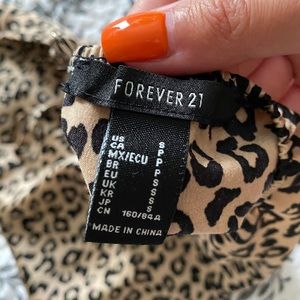 FOREVER 21
US S
CA P
MX/ECU P
BR P
EU S
UK S
KR S
JP S
CN 160/84A
MADE IN CHINA